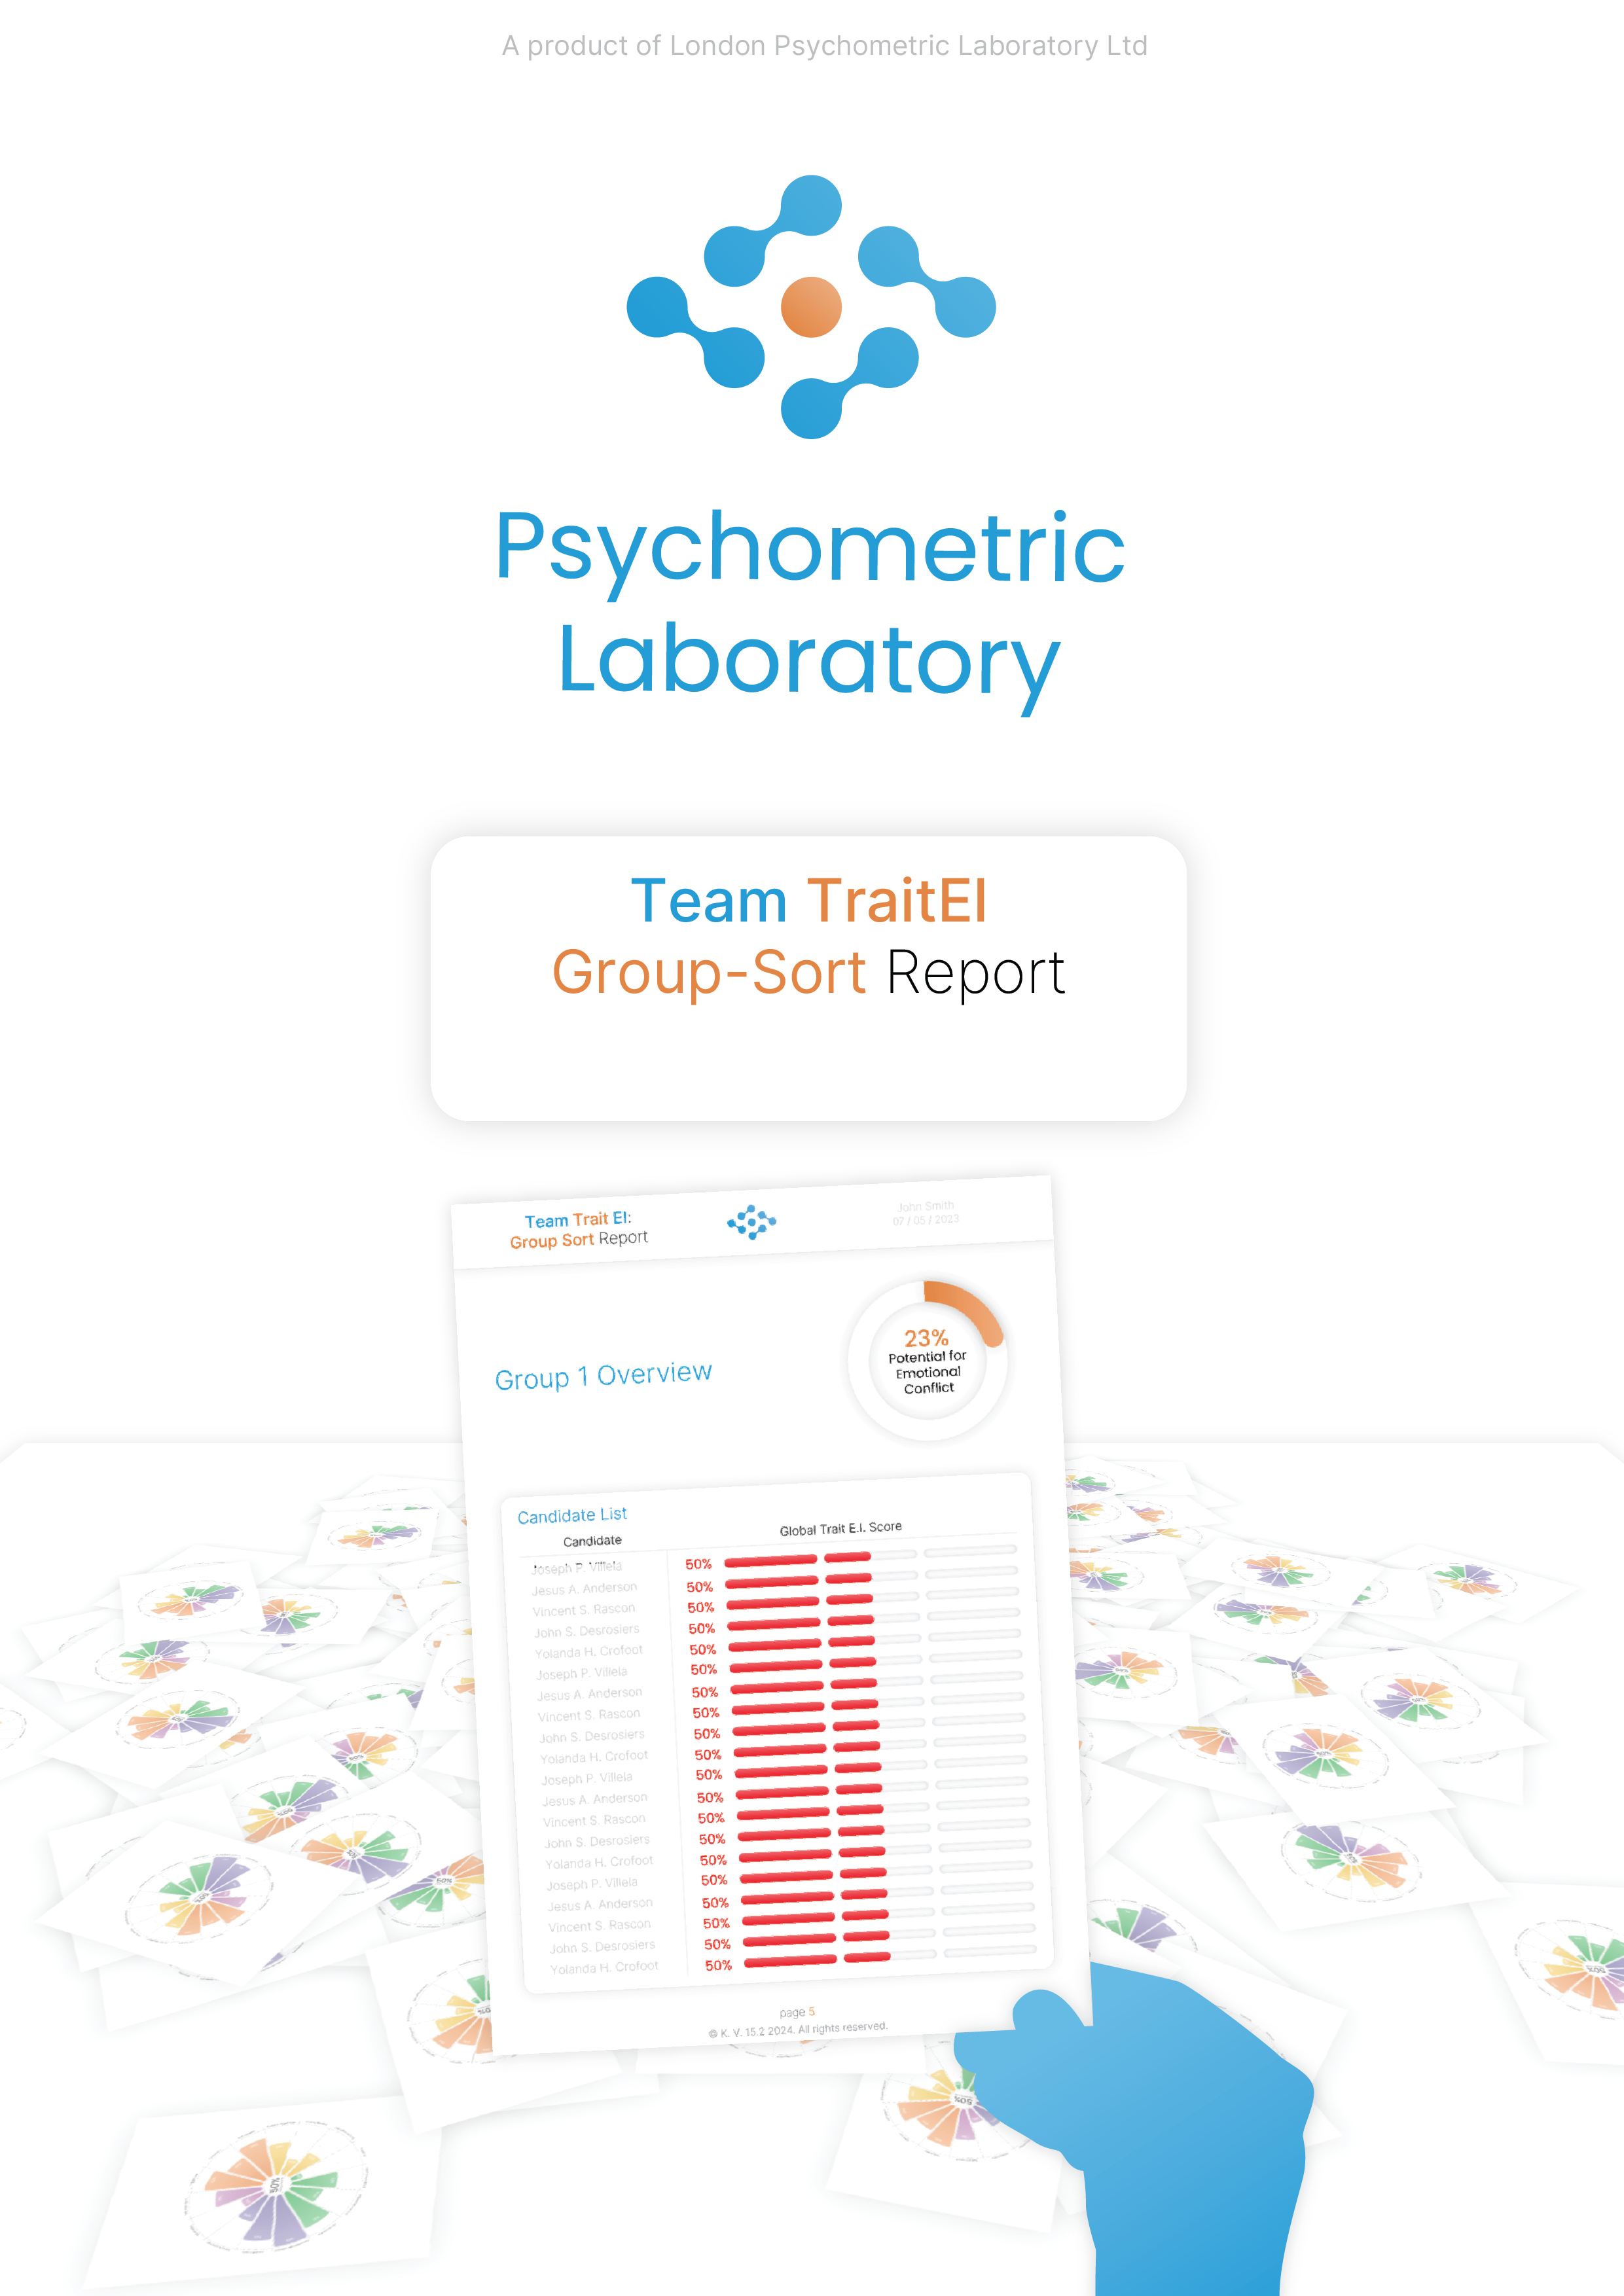 A product of London Psychometric Laboratory Ltd
Psychometric
Laboratory
Team TraitEI
Group-Sort Report
Team Trait EI:
Group Sort Report
John Smith
07 / 05 / 2023
Group 1 Overview
23%
Potential for
Emotional
Conflict
Candidate List
Candidate
Global Trait E.I. Score
Joseph P. Villela 50%
Jesus A. Anderson 50%
Vincent S. Rascon 50%
John S. Desrosiers 50%
Yolanda H. Crofoot 50%
Joseph P. Villela 50%
Jesus A. Anderson 50%
Vincent S. Rascon 50%
John S. Desrosiers 50%
Yolanda H. Crofoot 50%
Joseph P. Villela 50%
Jesus A. Anderson 50%
Vincent S. Rascon 50%
John S. Desrosiers 50%
Yolanda H. Crofoot 50%
Joseph P. Villela 50%
Jesus A. Anderson 50%
Vincent S. Rascon 50%
John S. Desrosiers 50%
Yolanda H. Crofoot 50%
page 5
© K. V. 15.2 2024. All rights reserved.